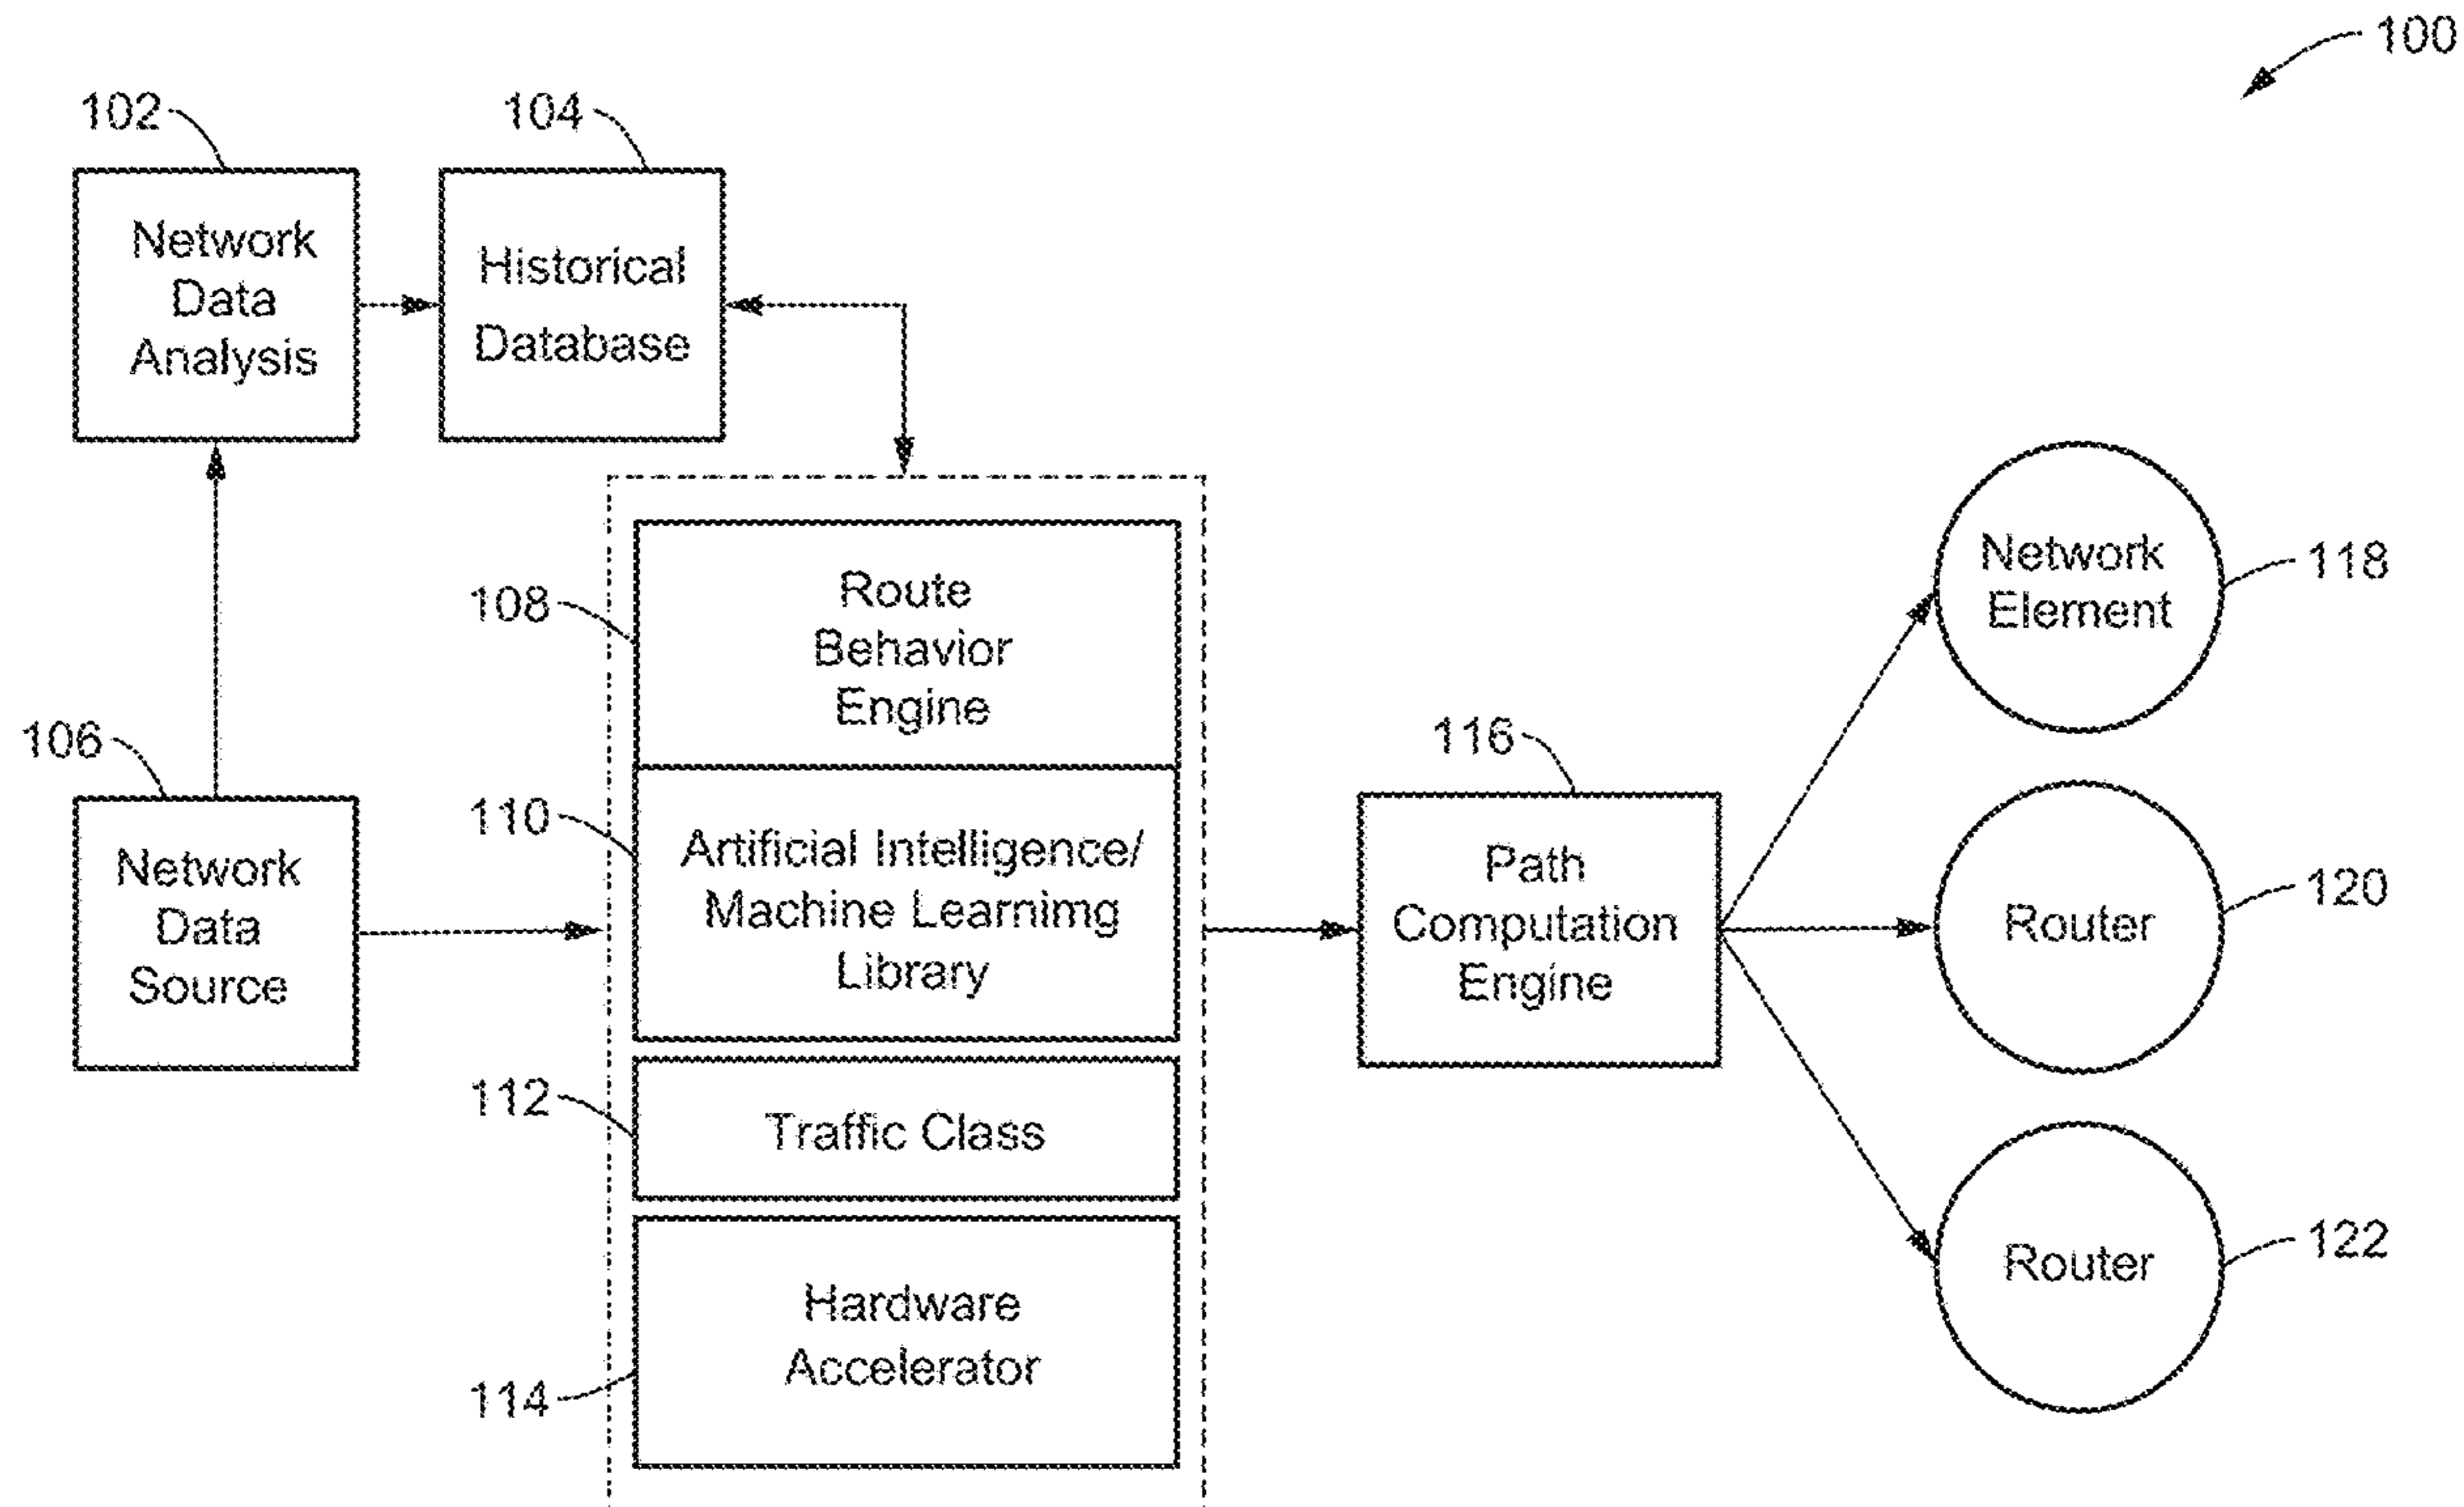 100
102
104
Network
Data
Analysis
Historical
Database
106
Network
Data
Source
108
Route
Behavior
Engine
110
Artificial Intelligence/
Machine Learnimg
Library
112
Traffic Class
114
Hardware
Accelerator
116
Path
Computation
Engine
Network
Element
118
Router
120
Router
122